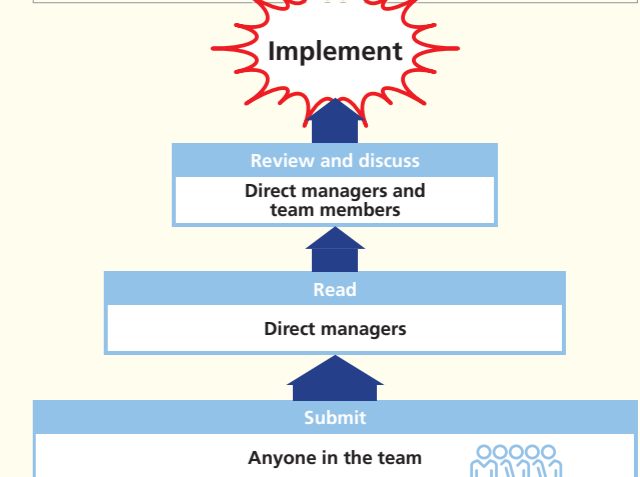 Implement
Review and discuss
Direct managers and
team members
Read
Direct managers
Submit
Anyone in the team